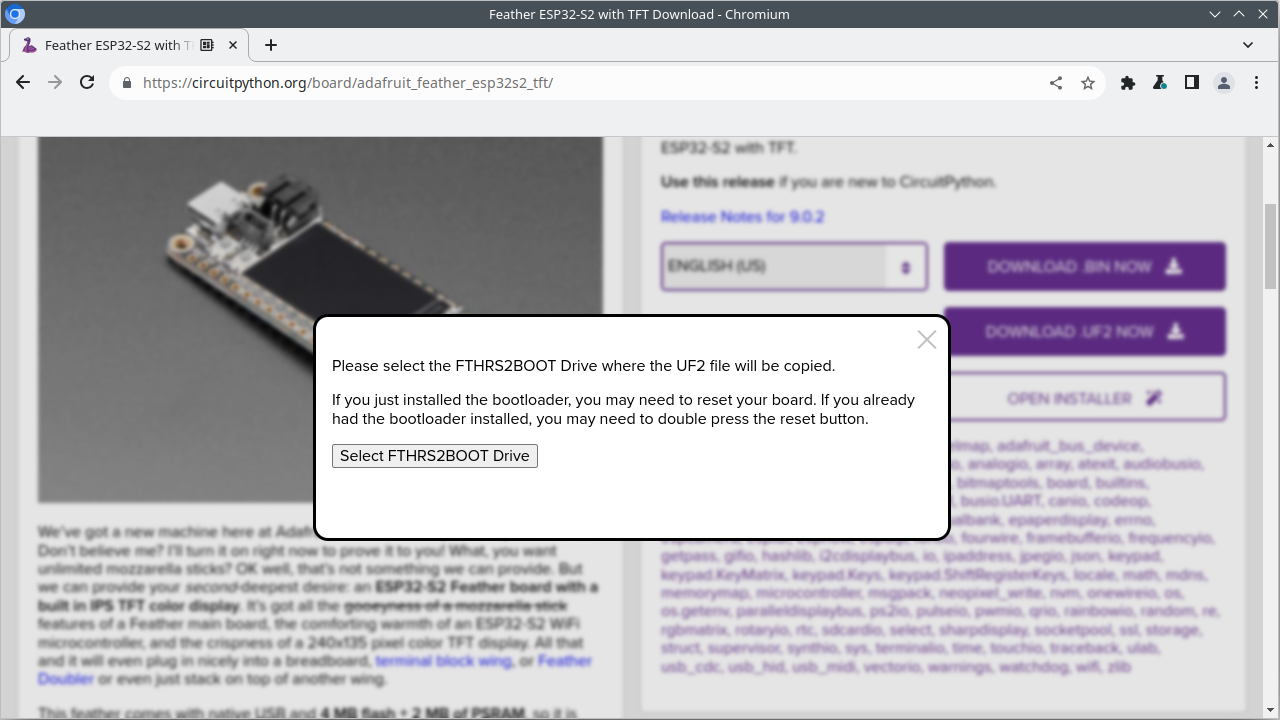 Feather ESP32-S2 with TFT Download - Chromium
Feather ESP32-S2 with T
https://circuitpython.org/board/adafruit_feather_esp32s2_tft/
ESP32-S2 with TFT.
Use this release if you are new to CircuitPython.
Release Notes for 9.0.2
ENGLISH (US)
DOWNLOAD .BIN NOW
DOWNLOAD .UF2 NOW
OPEN INSTALLER
Please select the FTHRS2BOOT Drive where the UF2 file will be copied.
If you just installed the bootloader, you may need to reset your board. If you already
had the bootloader installed, you may need to double press the reset button.
Select FTHRS2BOOT Drive
adafruit_bus_device,
analogio, array, atexit, audiobusio,
bitmaptools, board, builtins,
busio.UART, canio, codeop,
epaperdisplay, errno,
fourwire, framebufferio, frequencyio,
getpass, gifio, hashlib, i2cdisplaybus, io, ipaddress, jpegio, json, keypad,
keypad.KeyMatrix, keypad.Keys, keypad.ShiftRegisterKeys, locale, math, mdns,
memorymap, microcontroller, msgpack, neopixel_write, nvm, onewireio, os,
os.getenv, paralleldisplaybus, ps2io, pulseio, pwmio, qrio, rainbowio, random, re,
rgbmatrix, rotaryio, rtc, sdcardio, select, sharpdisplay, socketpool, ssl, storage,
struct, supervisor, synthio, sys, terminalio, time, touchio, traceback, ulab,
usb_cdc, usb_hid, usb_midi, vectorio, warnings, watchdog, wifi, zlib
We've got a new machine here at
Don't believe me? I'll turn it on right now to prove it to you! What, you want
unlimited mozzarella sticks? OK well, that's not something we can provide. But
we can provide your second-deepest desire: an ESP32-S2 Feather board with a
built in IPS TFT color display. It's got all the gooeyness of a mozzarella stick
features of a Feather main board, the comforting warmth of an ESP32-S2 WiFi
microcontroller, and the crispness of a 240x135 pixel color TFT display. All that
and it will even plug in nicely into a breadboard, terminal block wing, or Feather
Doubler or even just stack on top of another wing.
This feather comes with native USB and 4 MB flash + 2 MB of PSRAM, so it is